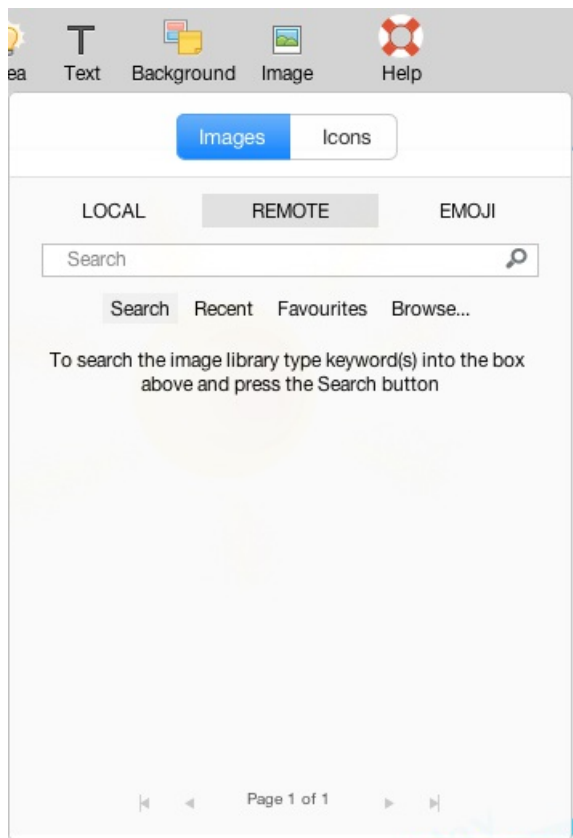 ea Text Background Image Help
Images Icons
LOCAL REMOTE EMOJI
Search
Search Recent Favourites Browse...
To search the image library type keyword(s) into the box
above and press the Search button
Page 1 of 1